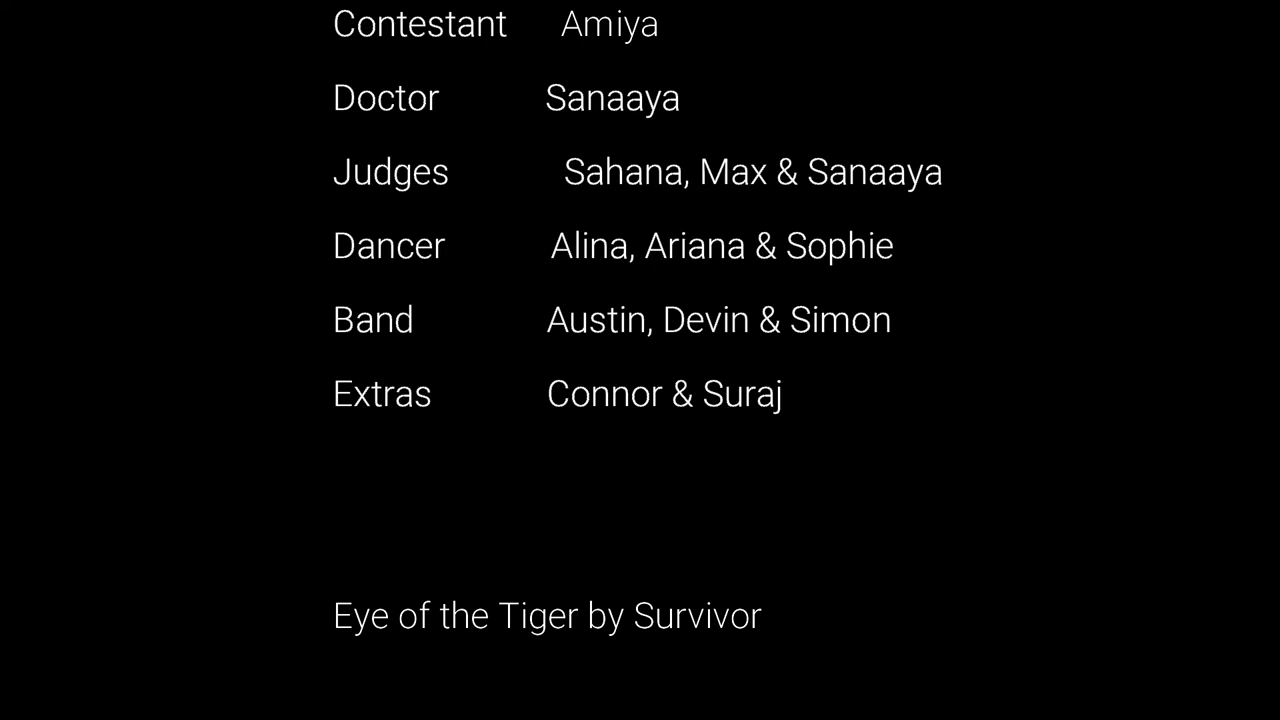 Contestant Amiya
Doctor Sanaaya
Judges Sahana, Max & Sanaaya
Dancer Alina, Ariana & Sophie
Band Austin, Devin & Simon
Extras Connor & Suraj
Eye of the Tiger by Survivor